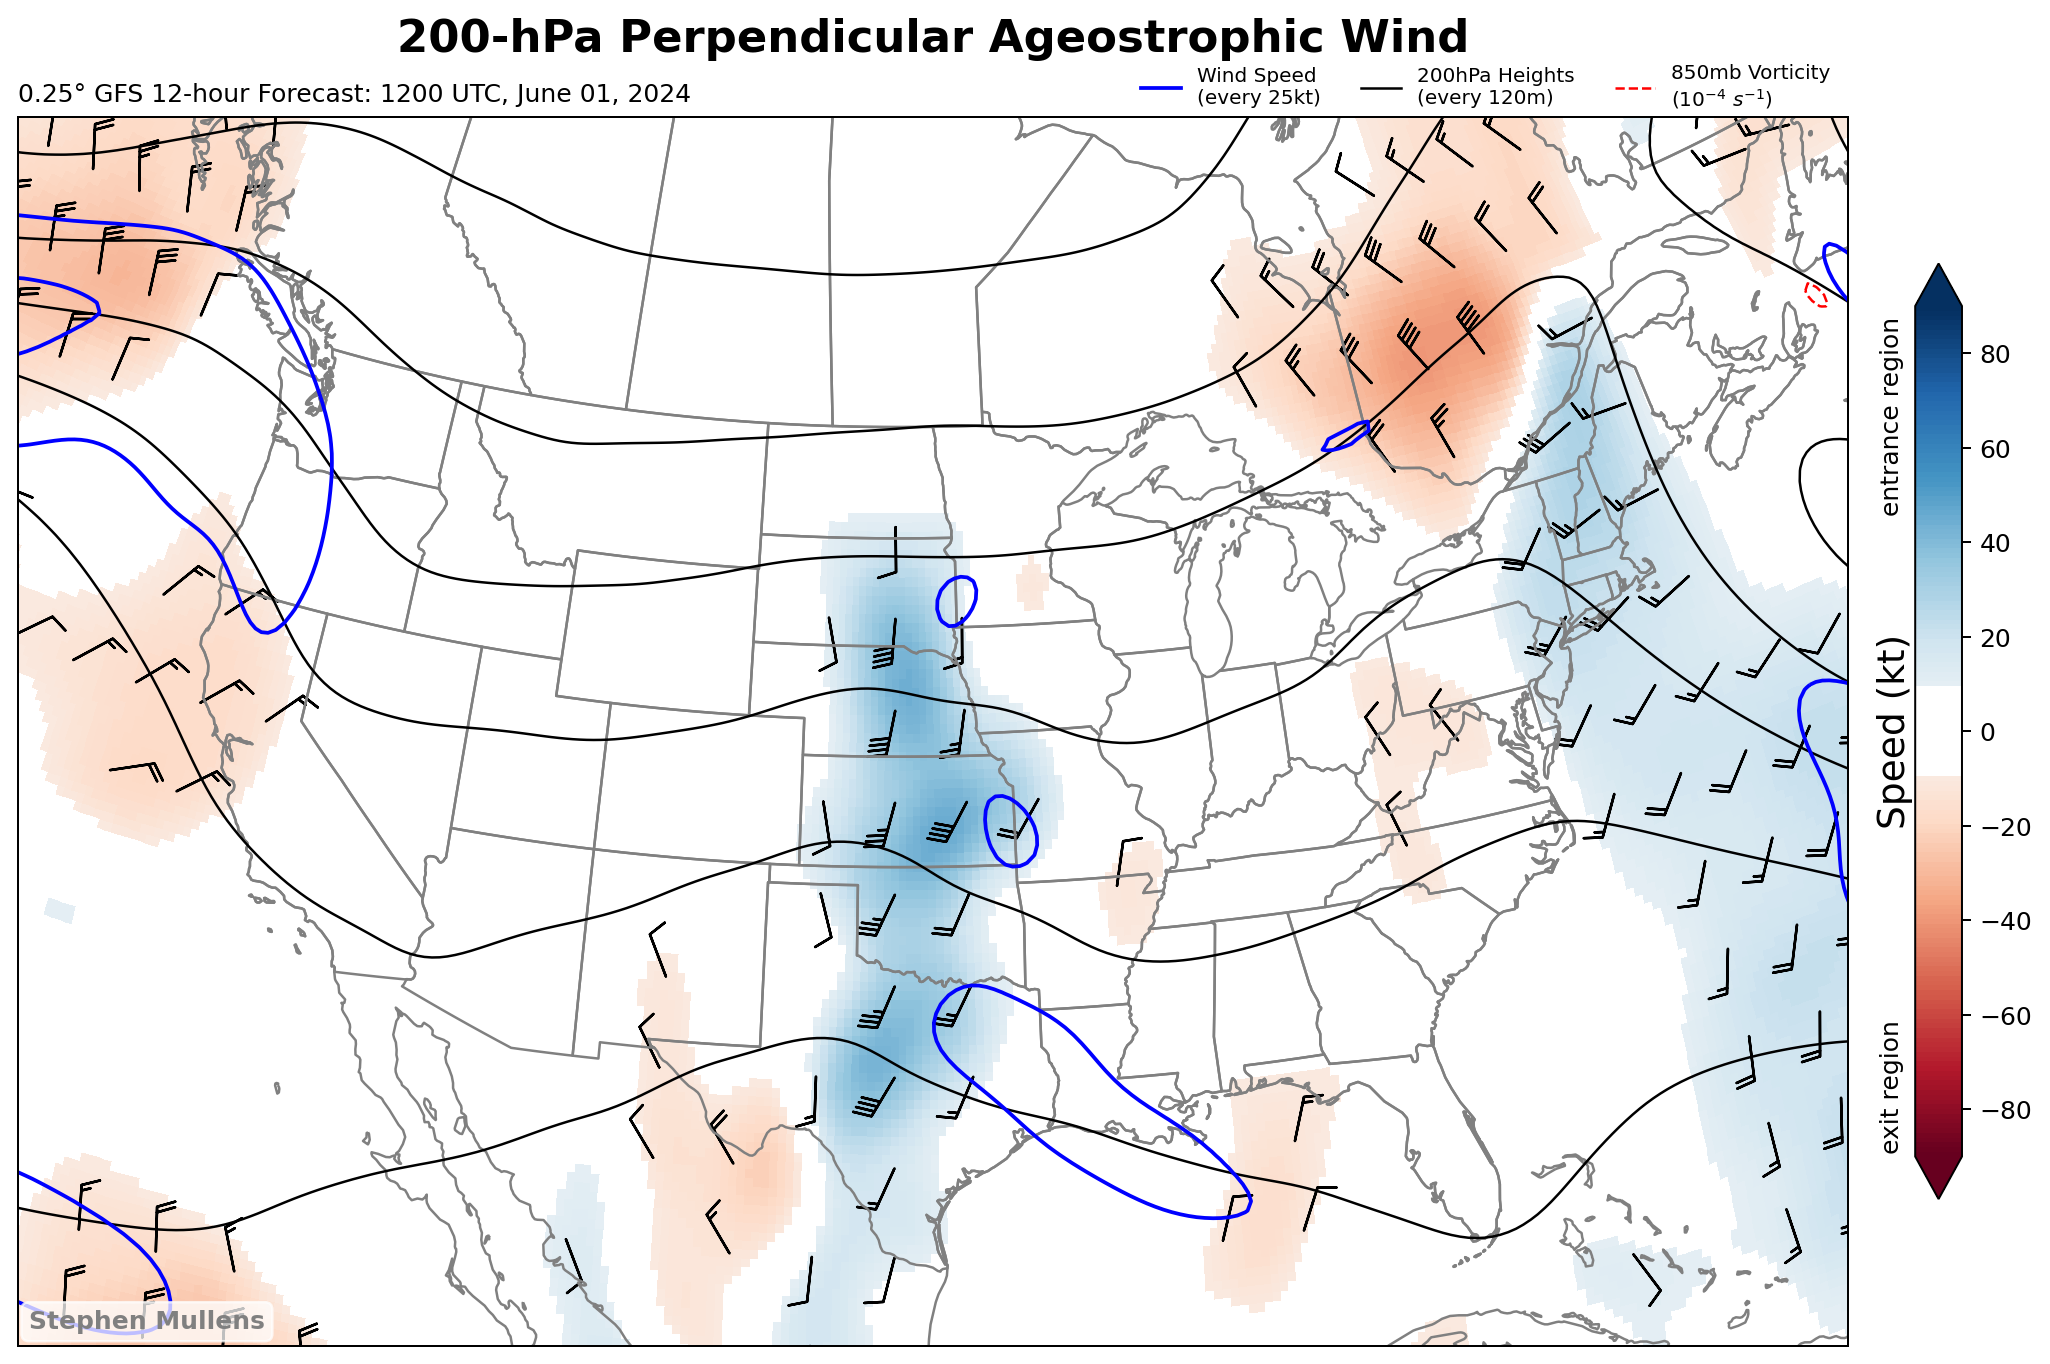 200-hPa Perpendicular Ageostrophic Wind
0.25° GFS 12-hour Forecast: 1200 UTC, June 01, 2024
Wind Speed
(every 25kt)
200hPa Heights
(every 120m)
850mb Vorticity
(10⁻⁴ s⁻¹)
entrance region
Speed (kt)
exit region
80
60
40
20
0
−20
−40
−60
−80
Stephen Mullens